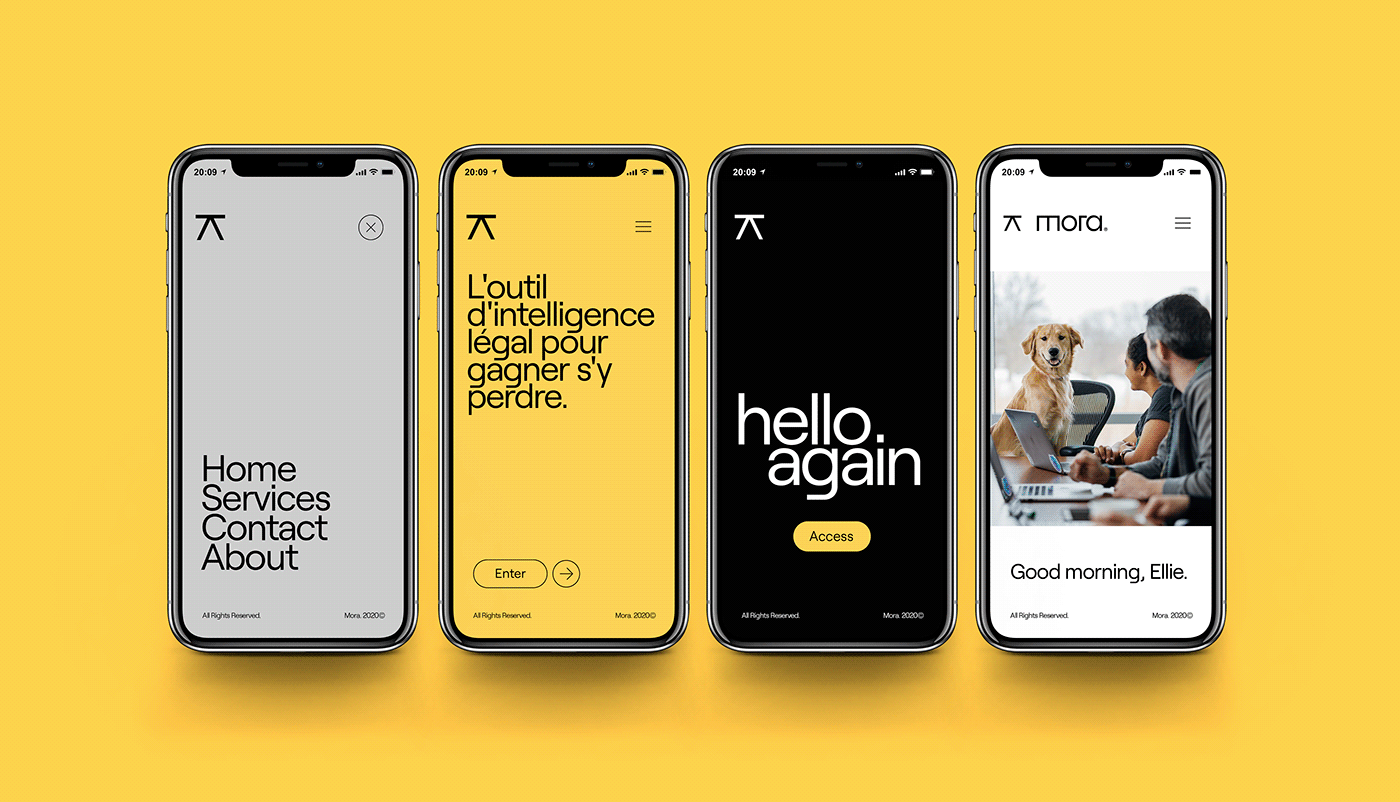 20:09
Home
Services
Contact
About
All Rights Reserved. Mora. 2020©
20:09
L'outil
d'intelligence
légal pour
gagner s'y
perdre.
Enter
All Rights Reserved. Mora. 2020©
20:09
hello
again
Access
All Rights Reserved. Mora. 2020©
20:09
mora.®
Good morning, Ellie.
All Rights Reserved. Mora. 2020©